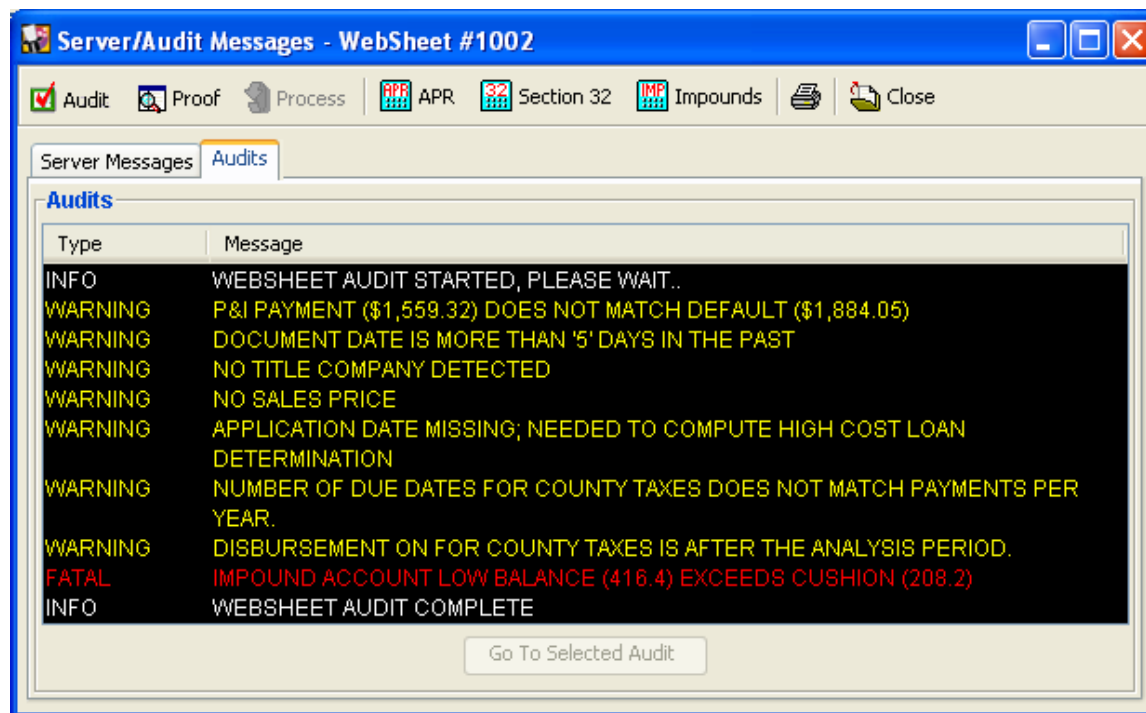 Server/Audit Messages - WebSheet #1002
Audit Proof Process APR APR 32 Section 32 IMP Impounds Close
Server Messages Audits
Audits
Type Message
INFO WEBSHEET AUDIT STARTED, PLEASE WAIT..
WARNING P&I PAYMENT ($1,559.32) DOES NOT MATCH DEFAULT ($1,884.05)
WARNING DOCUMENT DATE IS MORE THAN '5' DAYS IN THE PAST
WARNING NO TITLE COMPANY DETECTED
WARNING NO SALES PRICE
WARNING APPLICATION DATE MISSING; NEEDED TO COMPUTE HIGH COST LOAN
DETERMINATION
WARNING NUMBER OF DUE DATES FOR COUNTY TAXES DOES NOT MATCH PAYMENTS PER
YEAR.
WARNING DISBURSEMENT ON FOR COUNTY TAXES IS AFTER THE ANALYSIS PERIOD.
FATAL IMPOUND ACCOUNT LOW BALANCE (416.4) EXCEEDS CUSHION (208.2)
INFO WEBSHEET AUDIT COMPLETE
Go To Selected Audit